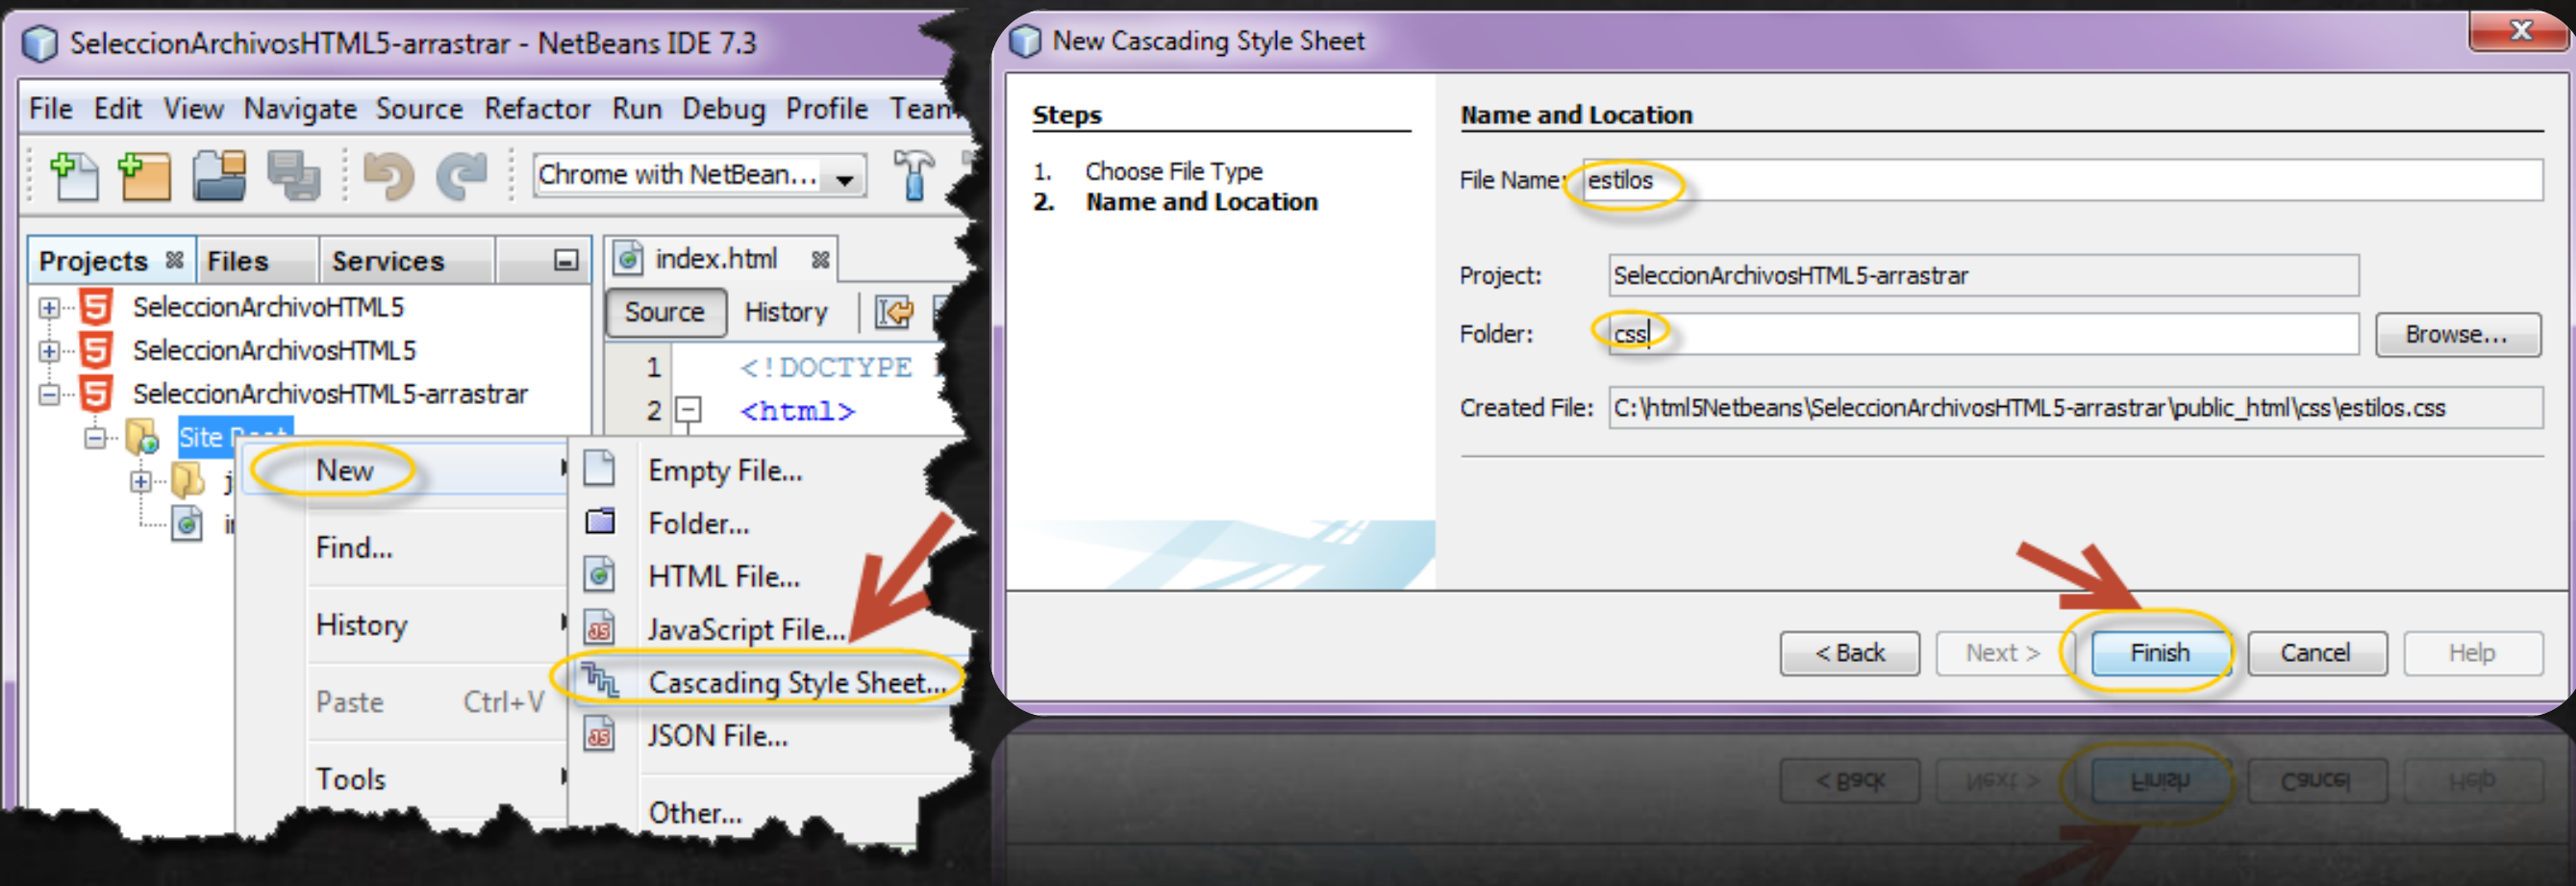 SeleccionArchivosHTML5-arrastrar - NetBeans IDE 7.3
File Edit View Navigate Source Refactor Run Debug Profile Team
Chrome with NetBean...
Projects Files Services
index.html
Source History
SeleccionArchivoHTML5
SeleccionArchivosHTML5
SeleccionArchivosHTML5-arrastrar
Site
1 <!DOCTYPE
2 <html>
New
Find...
History
Paste Ctrl+V
Tools
Empty File...
Folder...
HTML File...
JavaScript File...
Cascading Style Sheet...
JSON File...
Other...
New Cascading Style Sheet
Steps
1. Choose File Type
2. Name and Location
Name and Location
File Name: estilos
Project: SeleccionArchivosHTML5-arrastrar
Folder: css
Browse...
Created File: C:\html5Netbeans\SeleccionArchivosHTML5-arrastrar\public_html\css\estilos.css
< Back Next > Finish Cancel Help